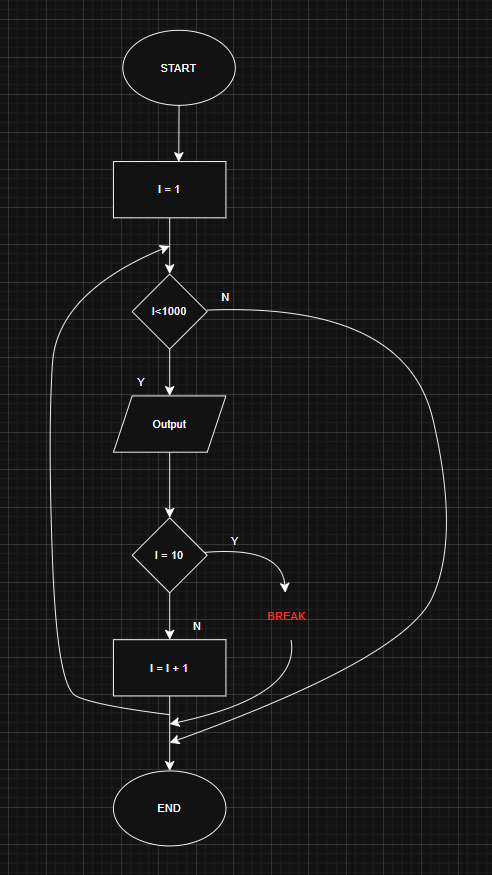 START
I = 1
N
I<1000
Y
Output
Y
I = 10
BREAK
N
I = I + 1
END